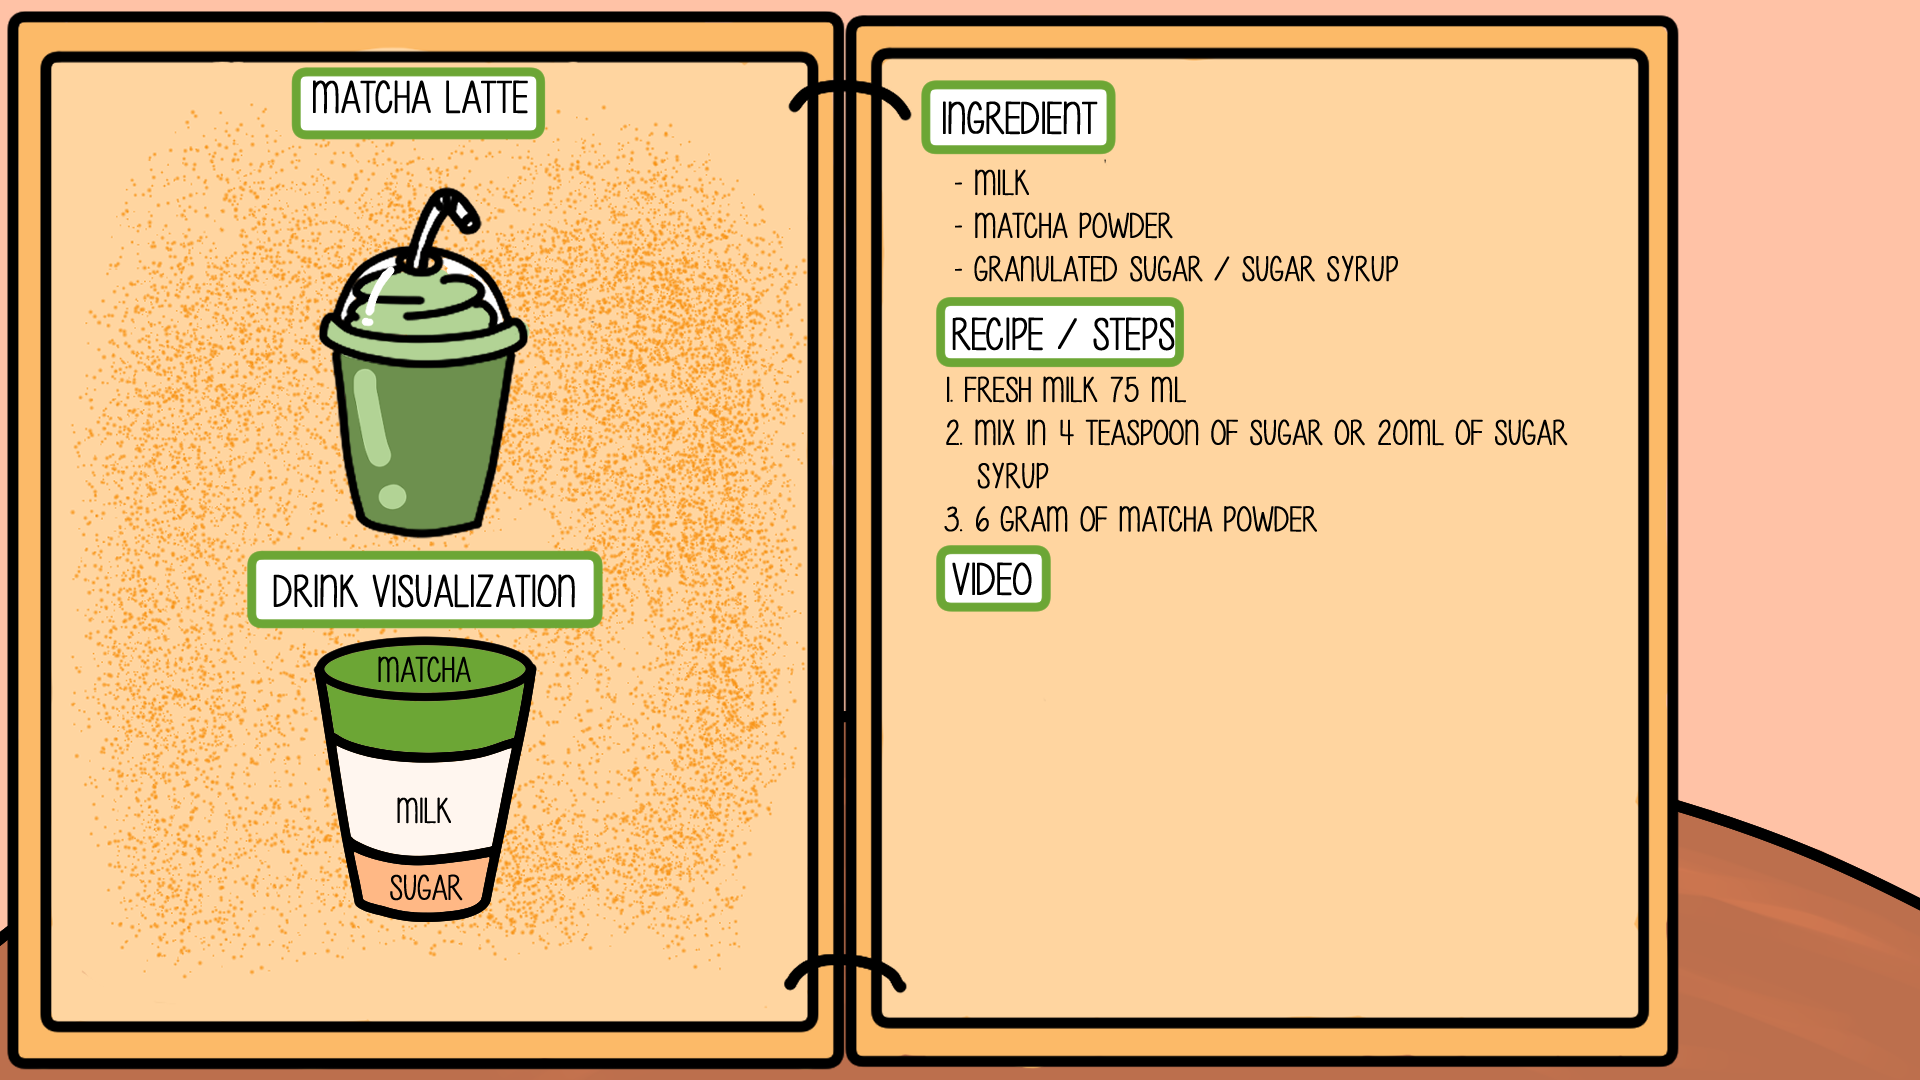 MATCHA LATTE
DRINK VISUALIZATION
MATCHA
MILK
SUGAR
INGREDIENT
- MILK
- MATCHA POWDER
- GRANULATED SUGAR / SUGAR SYRUP
RECIPE / STEPS
1. FRESH MILK 75 ML
2. MIX IN 4 TEASPOON OF SUGAR OR 20ML OF SUGAR
SYRUP
3. 6 GRAM OF MATCHA POWDER
VIDEO